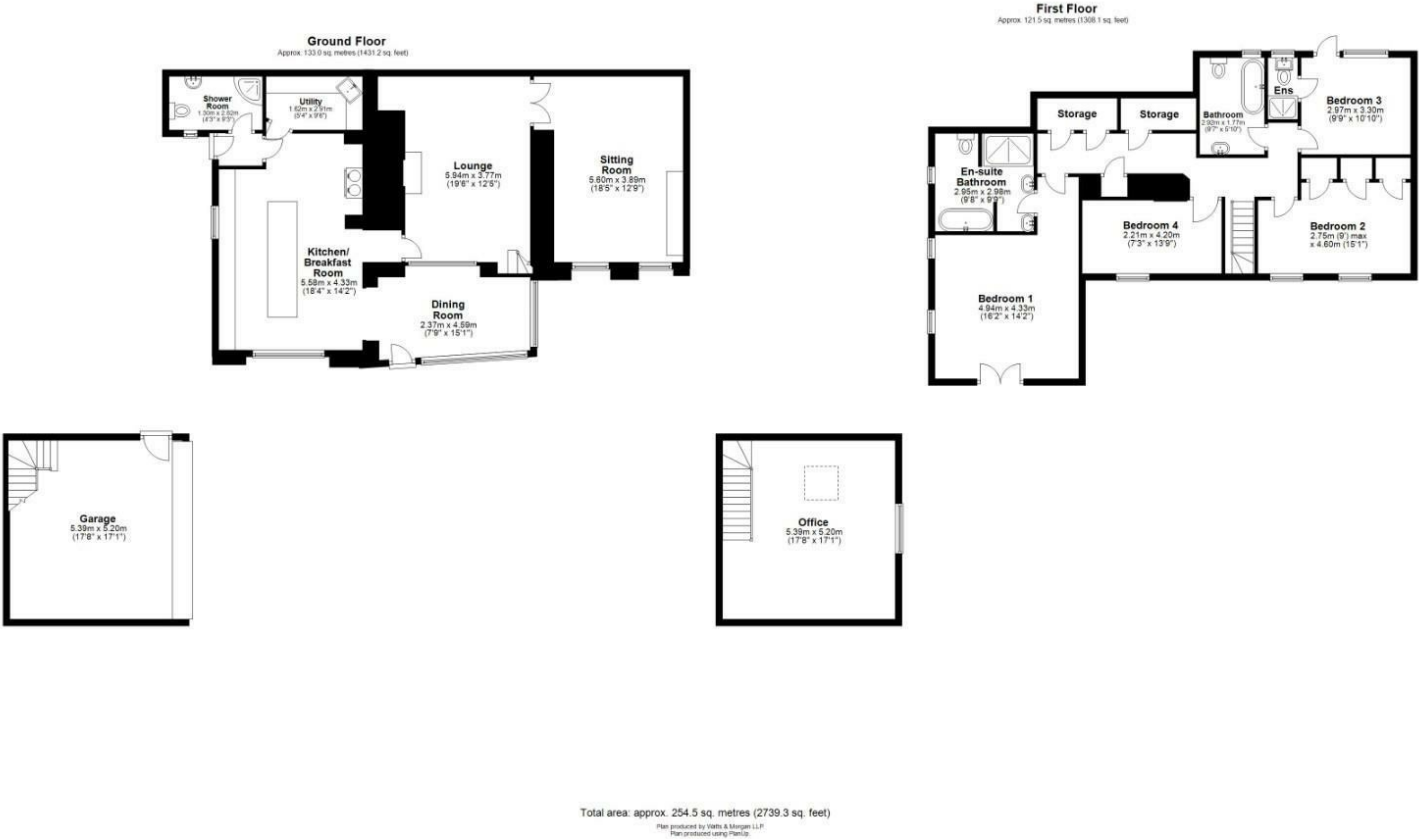 Ground Floor
Approx. 133.0 sq. metres (1431.2 sq. feet)
Shower
Room
1.30m x 2.82m
(4'3" x 9'3")
Utility
1.62m x 2.91m
(5'4" x 9'6")
Lounge
5.94m x 3.77m
(19'6" x 12'5")
Sitting
Room
5.60m x 3.89m
(18'5" x 12'9")
Kitchen/
Breakfast
Room
5.58m x 4.33m
(18'4" x 14'2")
Dining
Room
2.37m x 4.59m
(7'9" x 15'1")
Garage
5.39m x 5.20m
(17'8" x 17'1")
First Floor
Approx. 121.5 sq. metres (1308.1 sq. feet)
Storage
Storage
Bathroom
2.92m x 1.77m
(9'7" x 5'10")
Ens
Bedroom 3
2.97m x 3.30m
(9'9" x 10'10")
En-suite
Bathroom
2.95m x 2.98m
(9'8" x 9'9")
Bedroom 4
2.21m x 4.20m
(7'3" x 13'9")
Bedroom 2
2.75m (9') max
x 4.60m (15'1")
Bedroom 1
4.94m x 4.33m
(16'2" x 14'2")
Office
5.39m x 5.20m
(17'8" x 17'1")
Total area: approx. 254.5 sq. metres (2739.3 sq. feet)
Plan produced by Watts & Morgan LLP
Plan produced using PlanUp.